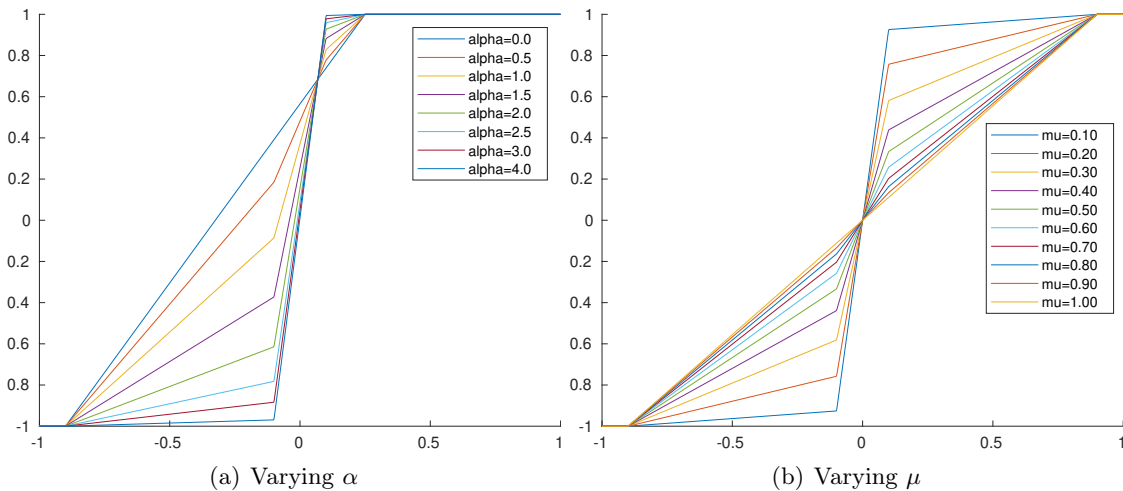 1
0.8
0.6
0.4
0.2
0
0.2
0.4
0.6
0.8
-1
-1 -0.5 0 0.5 1
alpha=0.0
alpha=0.5
alpha=1.0
alpha=1.5
alpha=2.0
alpha=2.5
alpha=3.0
alpha=4.0
(a) Varying α
1
0.8
0.6
0.4
0.2
0
0.2
0.4
0.6
0.8
-1
-1 -0.5 0 0.5 1
mu=0.10
mu=0.20
mu=0.30
mu=0.40
mu=0.50
mu=0.60
mu=0.70
mu=0.80
mu=0.90
mu=1.00
(b) Varying μ